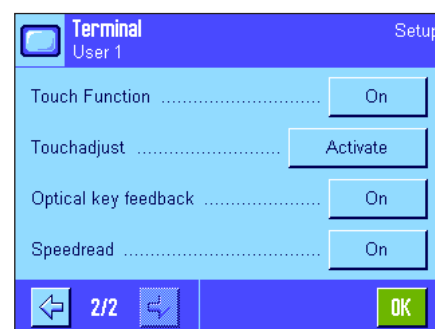 Terminal
Setup
User 1
Touch Function ............................. On
Touchadjust .......................... Activate
Optical key feedback ..................... On
Speedread ................................... On
2/2
OK